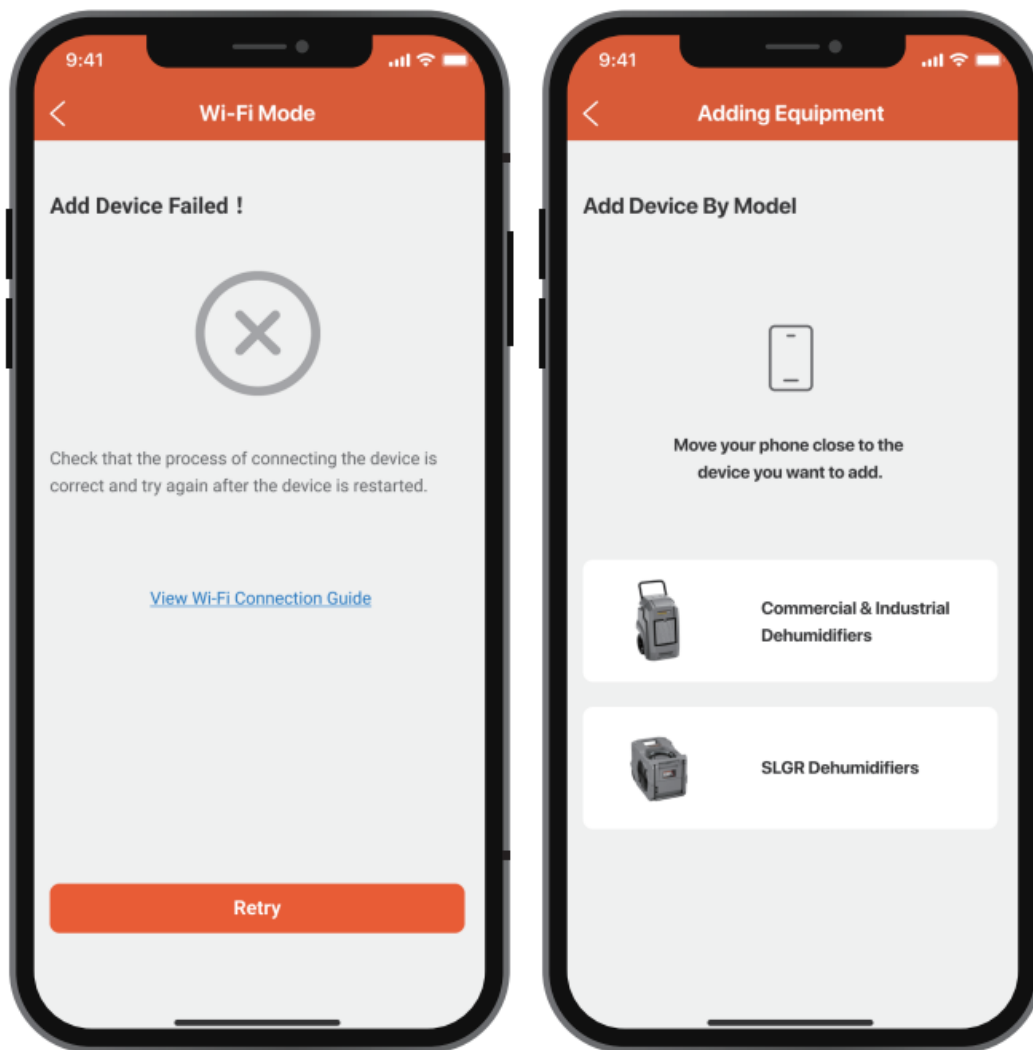 9:41
Wi-Fi Mode
Add Device Failed !
Check that the process of connecting the device is
correct and try again after the device is restarted.
View Wi-Fi Connection Guide
Retry
9:41
Adding Equipment
Add Device By Model
Move your phone close to the
device you want to add.
Commercial & Industrial
Dehumidifiers
SLGR Dehumidifiers